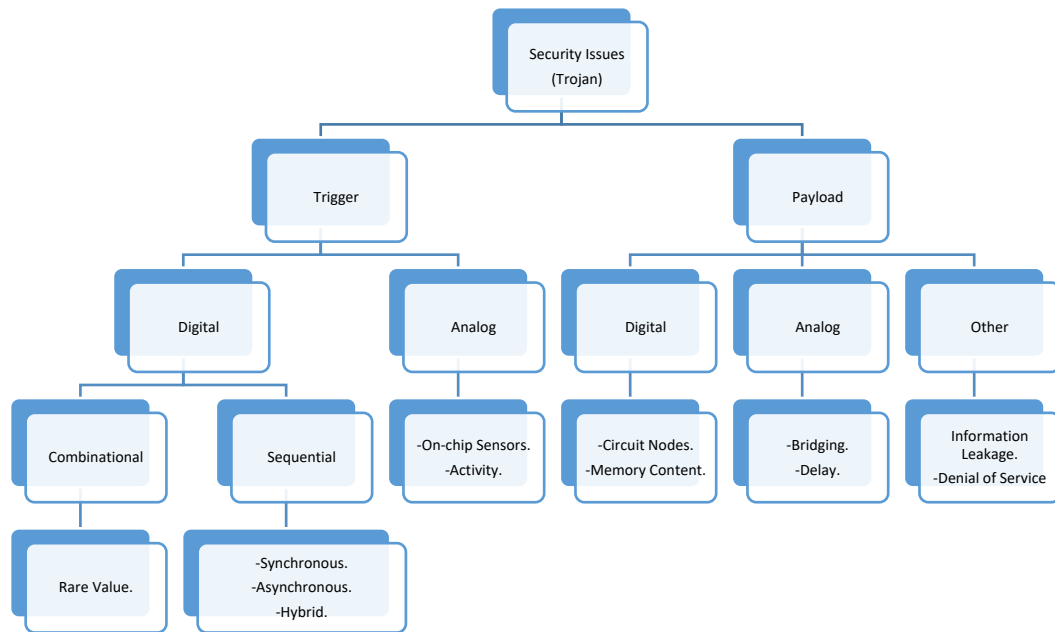 Security Issues
(Trojan)
Trigger
Payload
Digital
Analog
Digital
Analog
Other
Combinational
Sequential
-On-chip Sensors.
-Activity.
-Circuit Nodes.
-Memory Content.
-Bridging.
-Delay.
Information
Leakage.
-Denial of Service
Rare Value.
-Synchronous.
-Asynchronous.
-Hybrid.